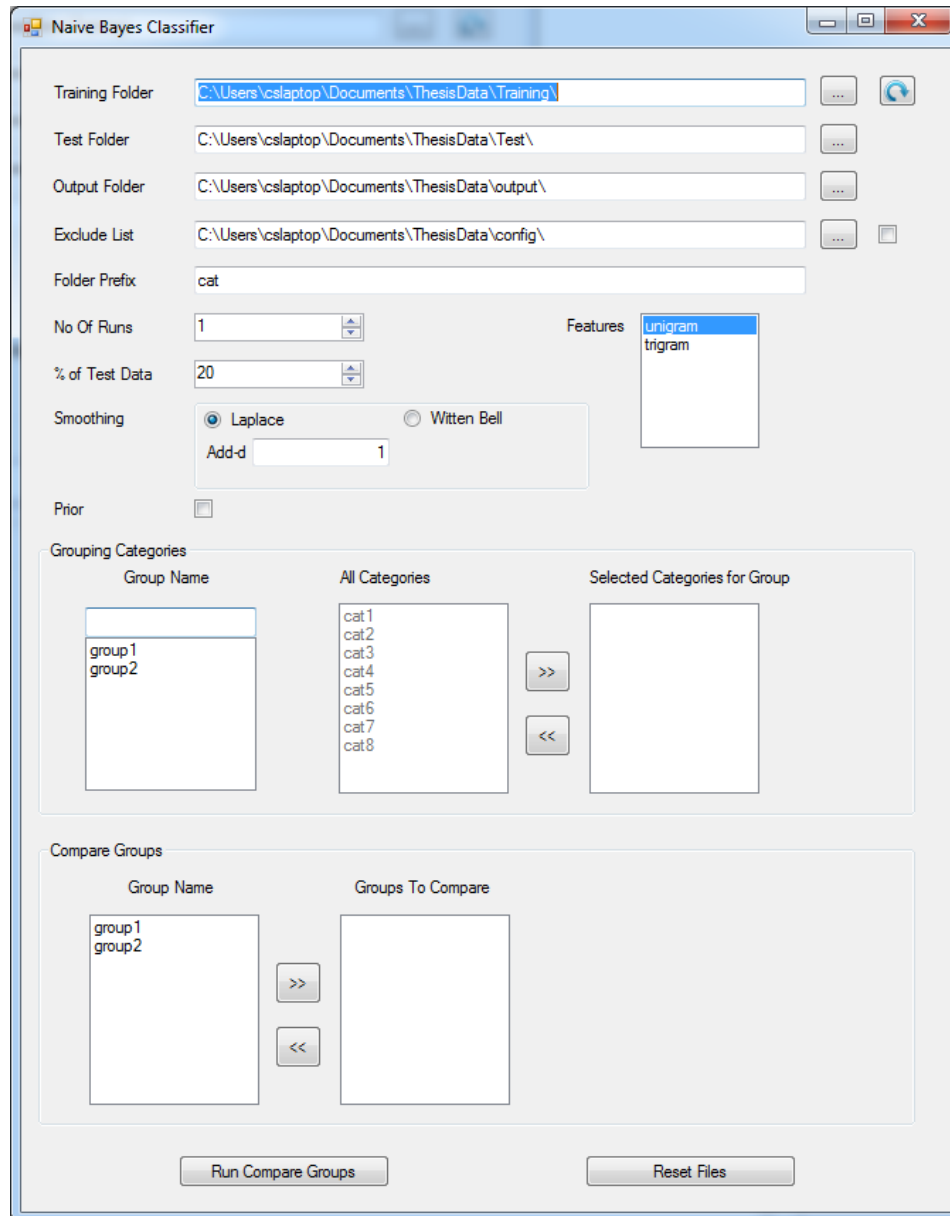 Naive Bayes Classifier
Training Folder C:\Users\cslaptop\Documents\ThesisData\Training\ ...
Test Folder C:\Users\cslaptop\Documents\ThesisData\Test\ ...
Output Folder C:\Users\cslaptop\Documents\ThesisData\output\ ...
Exclude List C:\Users\cslaptop\Documents\ThesisData\config\ ...
Folder Prefix cat
No Of Runs 1
Features
unigram
trigram
% of Test Data 20
Smoothing
Laplace
Witten Bell
Add-d 1
Prior
Grouping Categories
Group Name
group1
group2
All Categories
cat1
cat2
cat3
cat4
cat5
cat6
cat7
cat8
>>
<<
Selected Categories for Group
Compare Groups
Group Name
group1
group2
>>
<<
Groups To Compare
Run Compare Groups
Reset Files